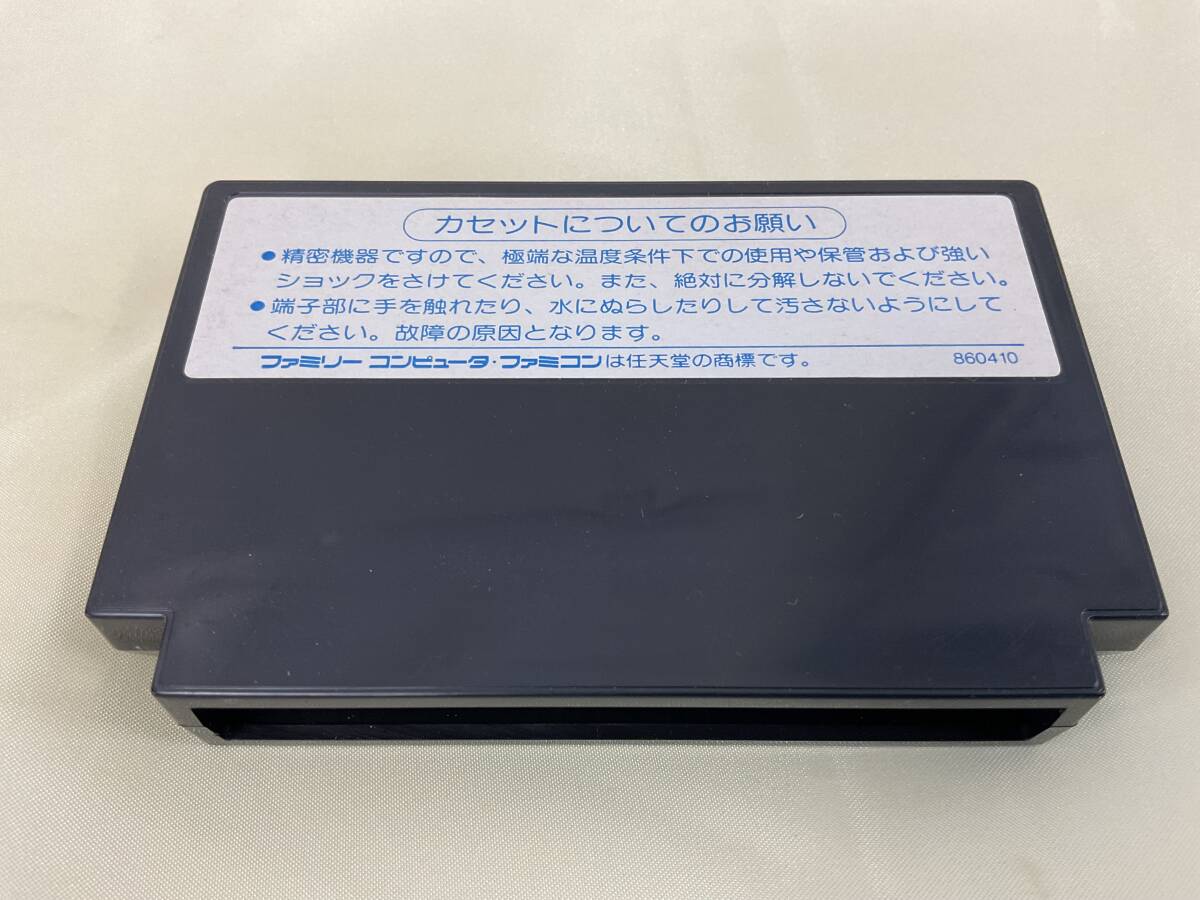 カセットについてのお願い
●精密機器ですので、極端な温度条件下での使用や保管および強い
ショックをさけてください。また、絶対に分解しないでください。
●端子部に手を触れたり、水にぬらしたりして汚さないようにして
ください。故障の原因となります。
ファミリー コンピュータ・ファミコンは任天堂の商標です。 860410